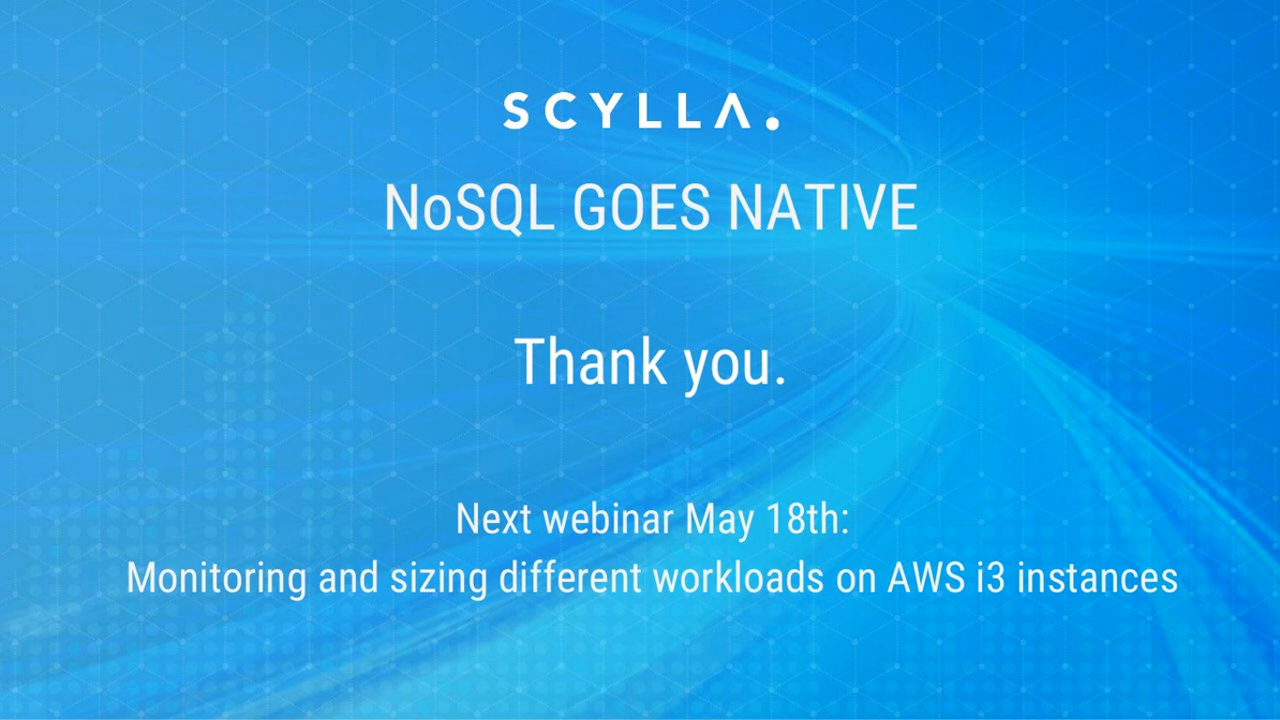 SCYLLA.
NoSQL GOES NATIVE
Thank you.
Next webinar May 18th:
Monitoring and sizing different workloads on AWS i3 instances